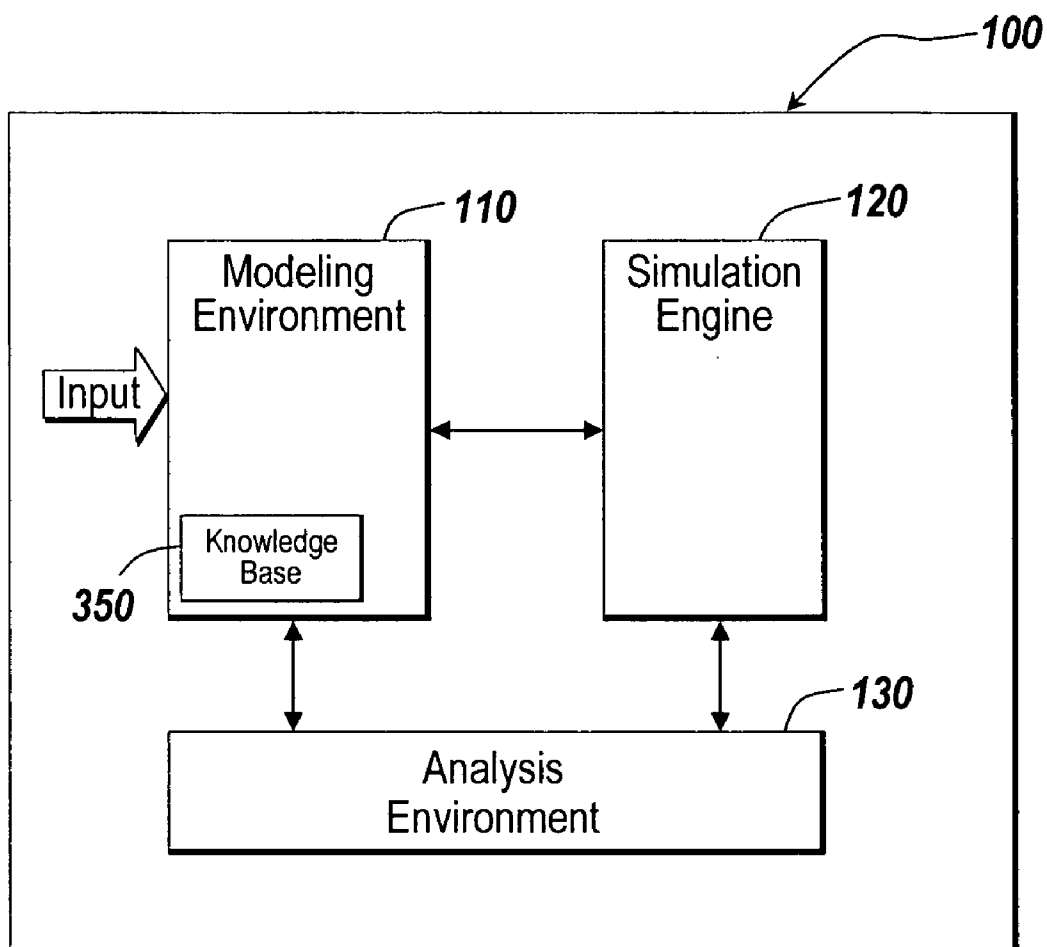 100
110
120
Modeling
Environment
Simulation
Engine
Input
Knowledge
Base
350
130
Analysis
Environment